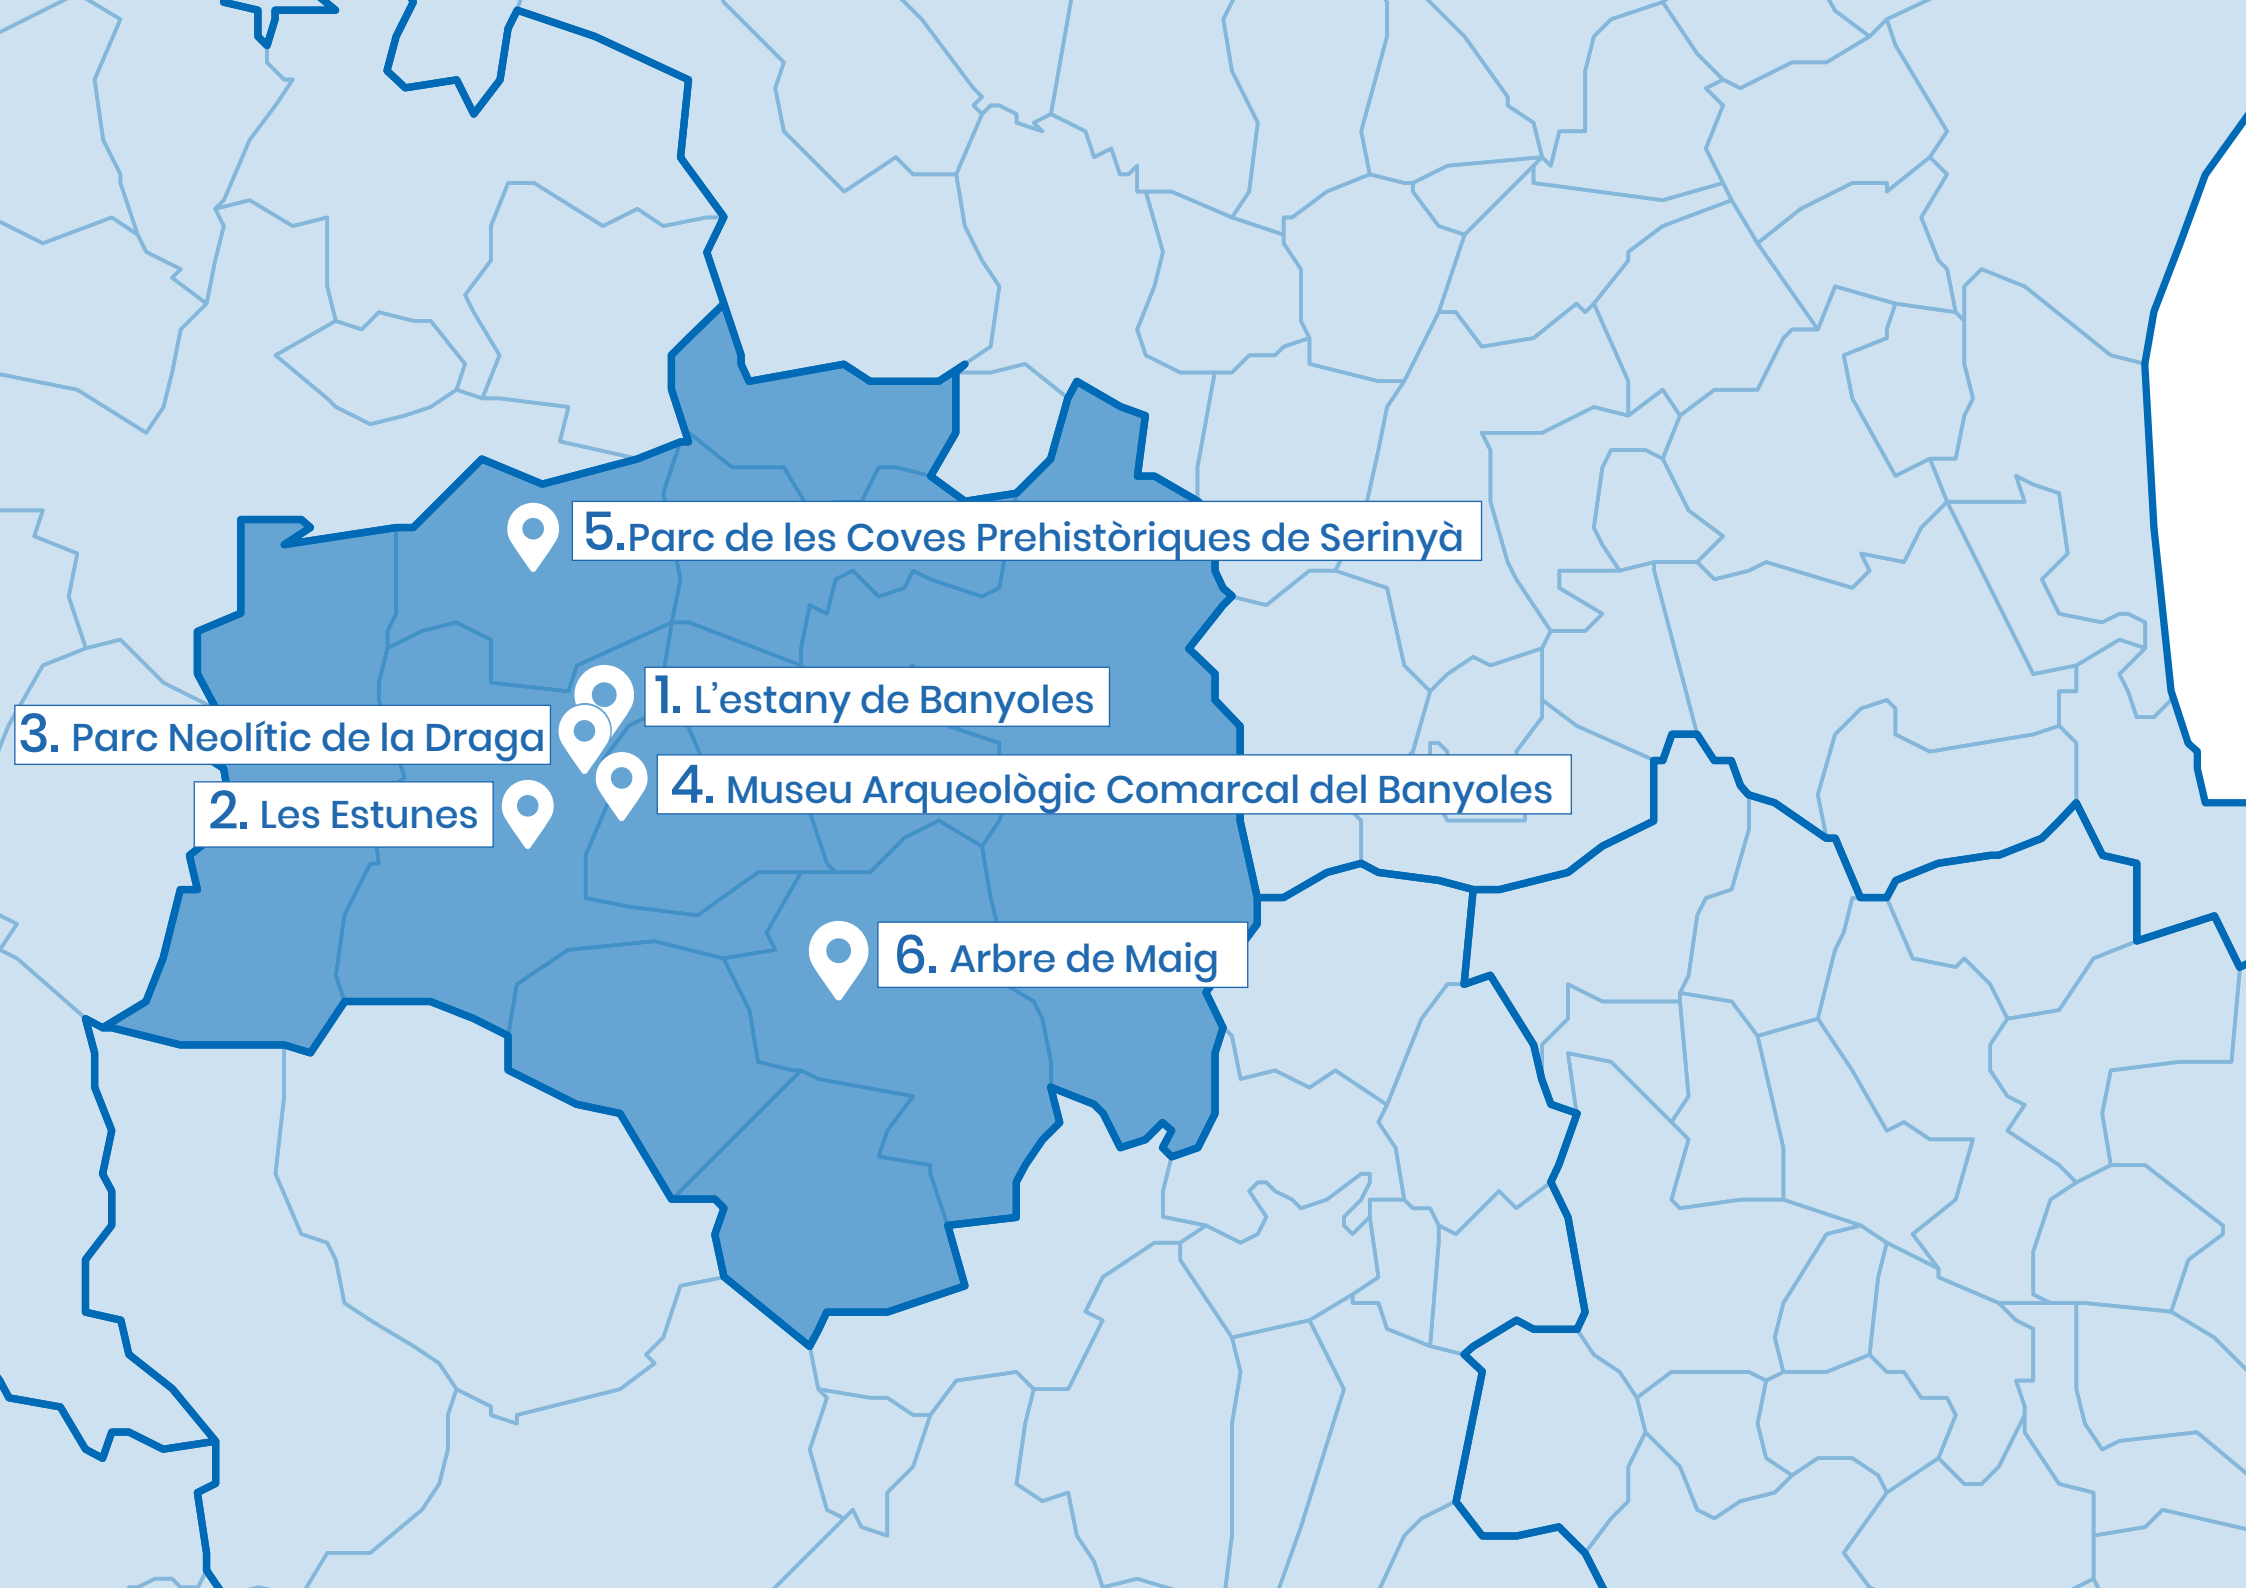 5.Parc de les Coves Prehistòriques de Serinyà
1. L'estany de Banyoles
3. Parc Neolític de la Draga
4. Museu Arqueològic Comarcal del Banyoles
2. Les Estunes
6. Arbre de Maig